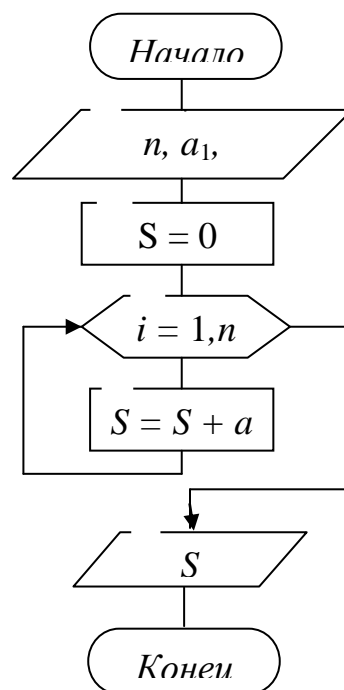 Начало
n, a₁,
S = 0
i = 1,n
S = S + a
S
Конец